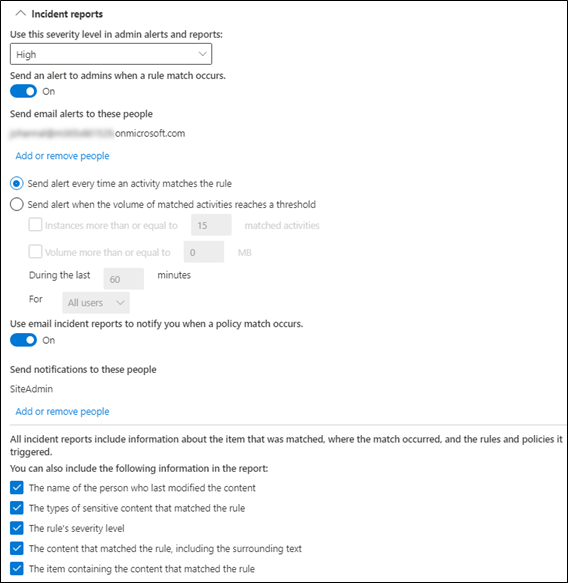 Incident reports
Use this severity level in admin alerts and reports:
High
Send an alert to admins when a rule match occurs.
On
Send email alerts to these people
onmicrosoft.com
Add or remove people
Send alert every time an activity matches the rule
Send alert when the volume of matched activities reaches a threshold
Instances more than or equal to 15 matched activities
Volume more than or equal to 0 MB
During the last 60 minutes
For All users
Use email incident reports to notify you when a policy match occurs.
On
Send notifications to these people
SiteAdmin
Add or remove people
All incident reports include information about the item that was matched, where the match occurred, and the rules and policies it
triggered.
You can also include the following information in the report:
The name of the person who last modified the content
The types of sensitive content that matched the rule
The rule's severity level
The content that matched the rule, including the surrounding text
The item containing the content that matched the rule